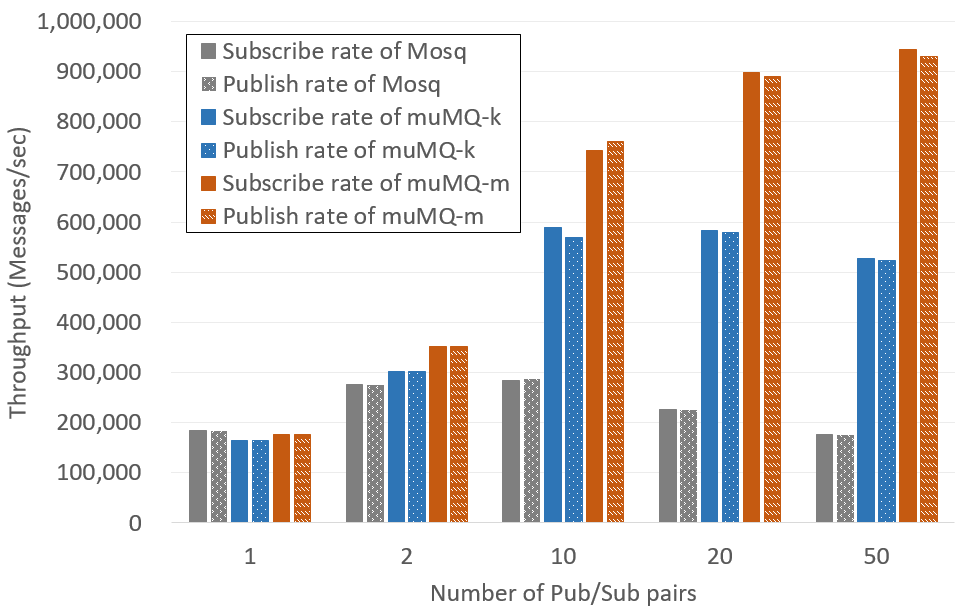 1,000,000
900,000
800,000
700,000
600,000
500,000
400,000
300,000
200,000
100,000
0
Throughput (Messages/sec)
Subscribe rate of Mosq
Publish rate of Mosq
Subscribe rate of muMQ-k
Publish rate of muMQ-k
Subscribe rate of muMQ-m
Publish rate of muMQ-m
1 2 10 20 50
Number of Pub/Sub pairs